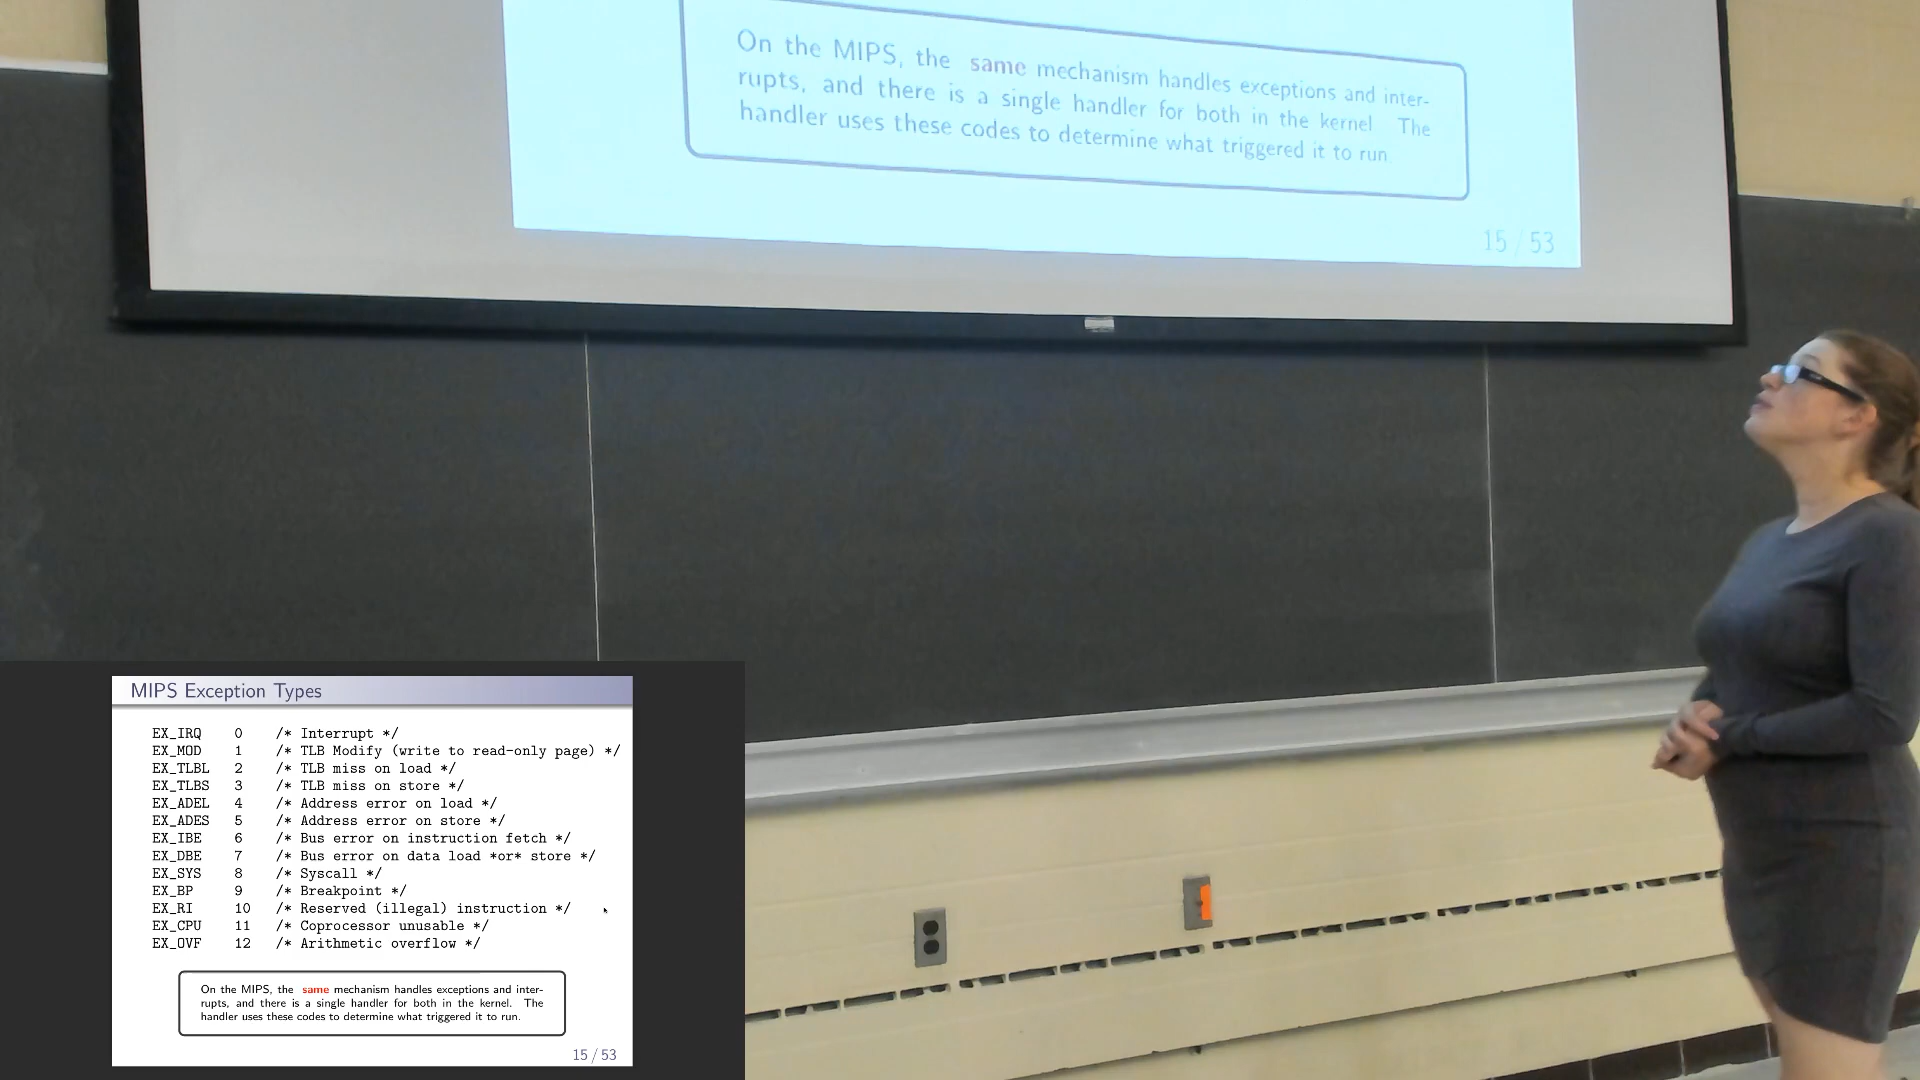 On the MIPS, the same mechanism handles exceptions and inter-
rupts, and there is a single handler for both in the kernel. The
handler uses these codes to determine what triggered it to run.
15 / 53
MIPS Exception Types
EX_IRQ 0 /* Interrupt */
EX_MOD 1 /* TLB Modify (write to read-only page) */
EX_TLBL 2 /* TLB miss on load */
EX_TLBS 3 /* TLB miss on store */
EX_ADEL 4 /* Address error on load */
EX_ADES 5 /* Address error on store */
EX_IBE 6 /* Bus error on instruction fetch */
EX_DBE 7 /* Bus error on data load *or* store */
EX_SYS 8 /* Syscall */
EX_BP 9 /* Breakpoint */
EX_RI 10 /* Reserved (illegal) instruction */
EX_CPU 11 /* Coprocessor unusable */
EX_OVF 12 /* Arithmetic overflow */
On the MIPS, the same mechanism handles exceptions and inter-
rupts, and there is a single handler for both in the kernel. The
handler uses these codes to determine what triggered it to run.
15 / 53